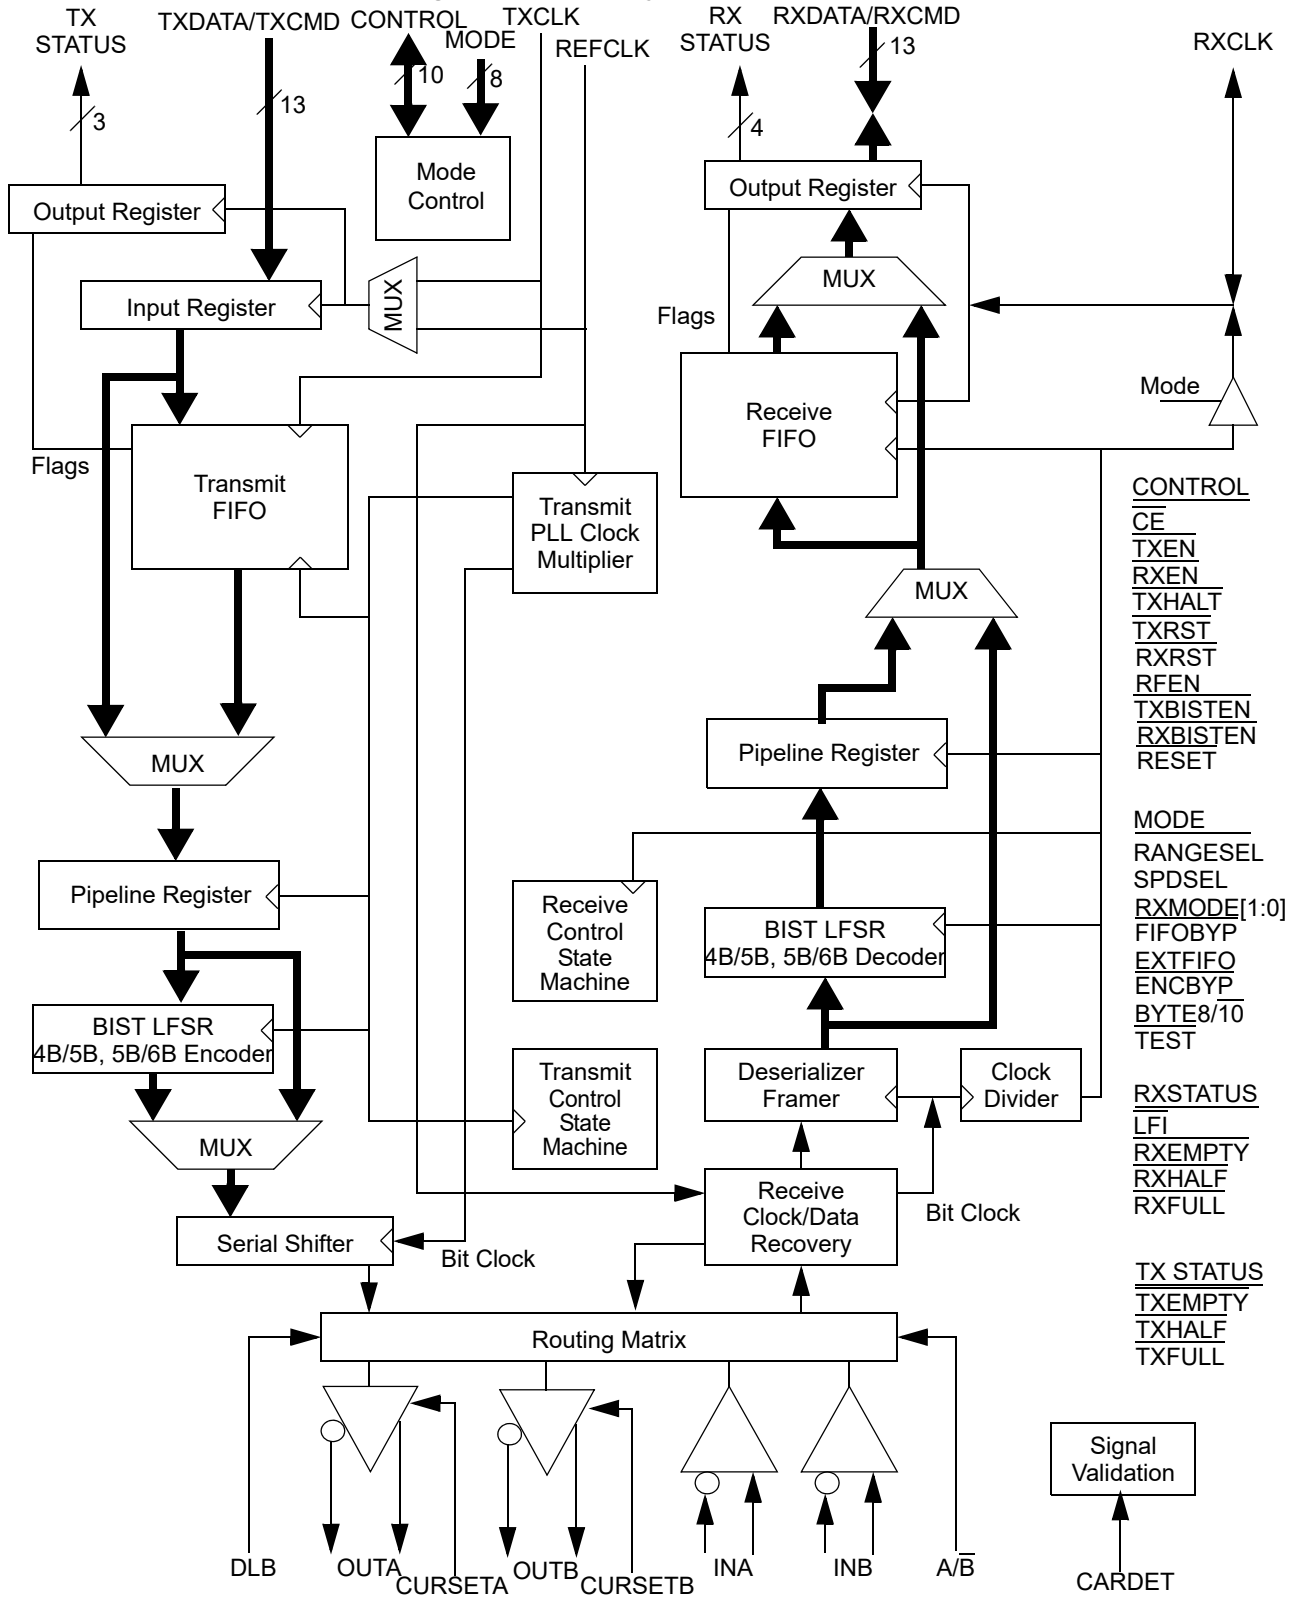 TX
STATUS
TXDATA/TXCMD
CONTROL
MODE
TXCLK
REFCLK
RX
STATUS
RXDATA/RXCMD
RXCLK
3
13
10
8
4
13
Mode
Control
Output Register
Input Register
MUX
Flags
Transmit
FIFO
Transmit
PLL Clock
Multiplier
MUX
Pipeline Register
BIST LFSR
4B/5B, 5B/6B Encoder
MUX
Serial Shifter
Bit Clock
Output Register
MUX
Flags
Receive
FIFO
Mode
MUX
Pipeline Register
Receive
Control
State
Machine
BIST LFSR
4B/5B, 5B/6B Decoder
Transmit
Control
State
Machine
Deserializer
Framer
Clock
Divider
Receive
Clock/Data
Recovery
Bit Clock
Routing Matrix
DLB
OUTA
CURSETA
OUTB
CURSETB
INA
INB
A/B
Signal
Validation
CARDET
CONTROL
CE
TXEN
RXEN
TXHALT
TXRST
RXRST
RFEN
TXBISTEN
RXBISTEN
RESET
MODE
RANGESEL
SPDSEL
RXMODE[1:0]
FIFOBYP
EXTFIFO
ENCBYP
BYTE8/10
TEST
RXSTATUS
LFI
RXEMPTY
RXHALF
RXFULL
TX STATUS
TXEMPTY
TXHALF
TXFULL